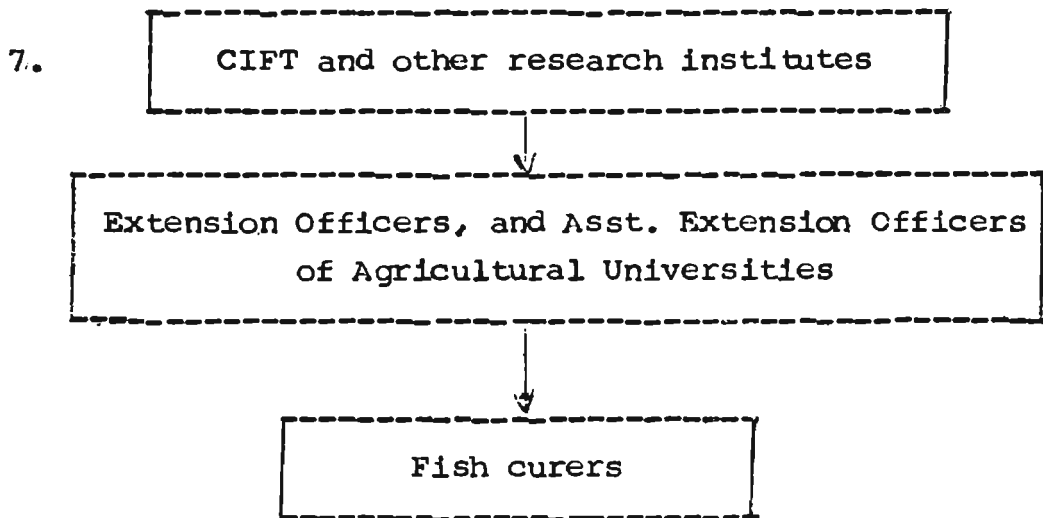 7.
CIFT and other research institutes
Extension Officers, and Asst. Extension Officers
of Agricultural Universities
Fish curers